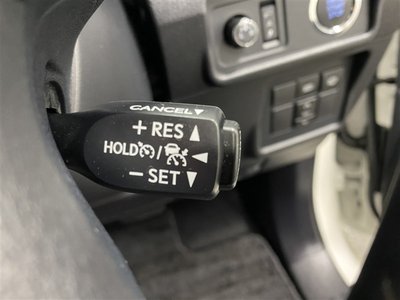 CANCEL
+ RES
HOLD /
− SET